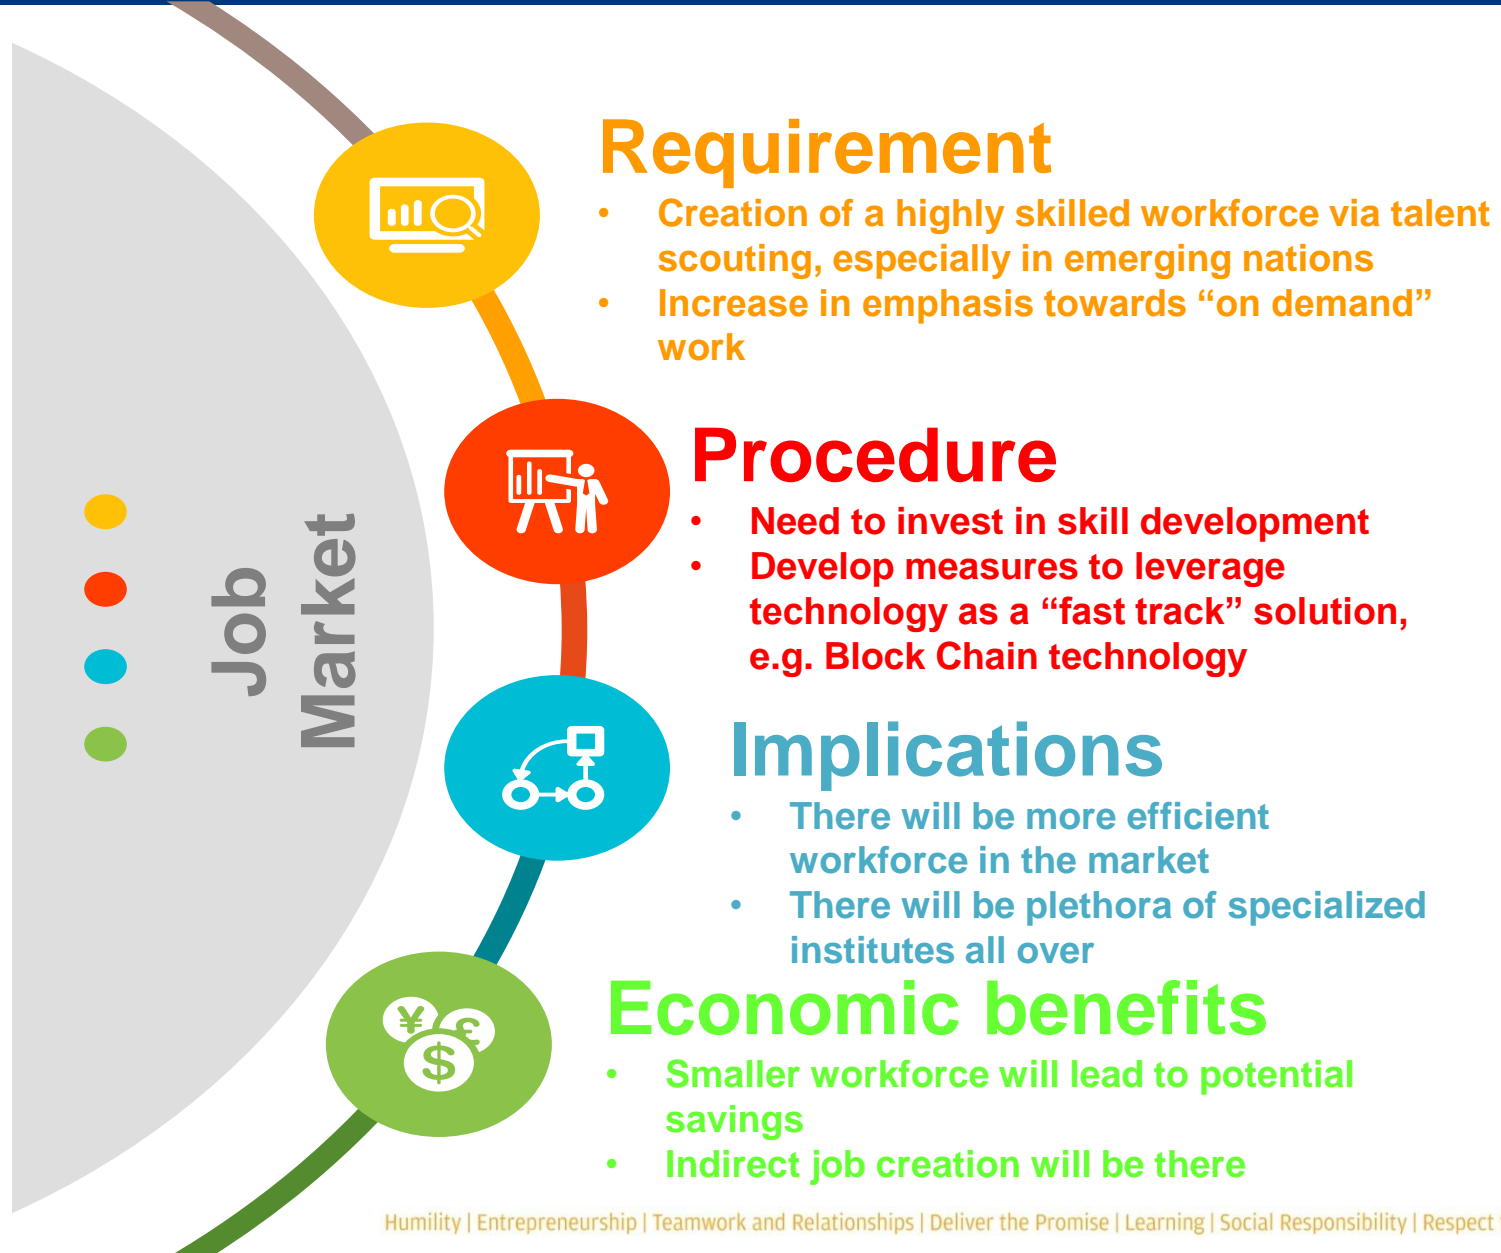 Job
Market
Requirement
• Creation of a highly skilled workforce via talent
scouting, especially in emerging nations
• Increase in emphasis towards “on demand”
work
Procedure
• Need to invest in skill development
• Develop measures to leverage
technology as a “fast track” solution,
e.g. Block Chain technology
Implications
• There will be more efficient
workforce in the market
• There will be plethora of specialized
institutes all over
Economic benefits
¥ £ $
• Smaller workforce will lead to potential
savings
• Indirect job creation will be there
Humility | Entrepreneurship | Teamwork and Relationships | Deliver the Promise | Learning | Social Responsibility | Respect